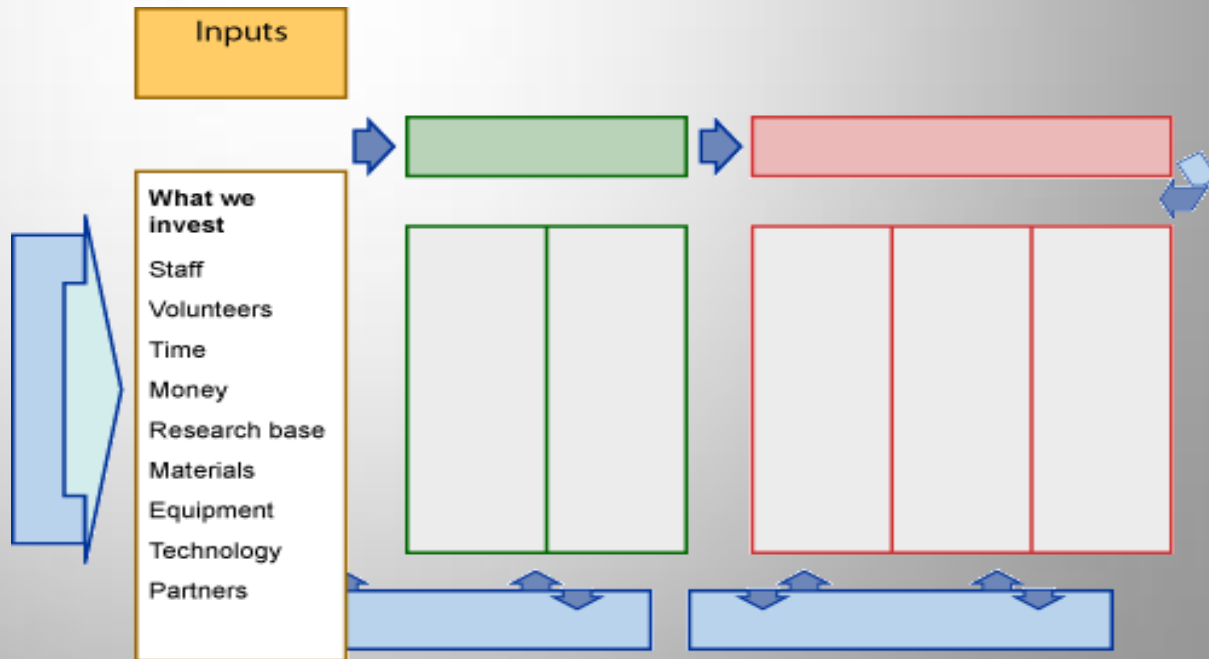 Inputs
What we
invest
Staff
Volunteers
Time
Money
Research base
Materials
Equipment
Technology
Partners